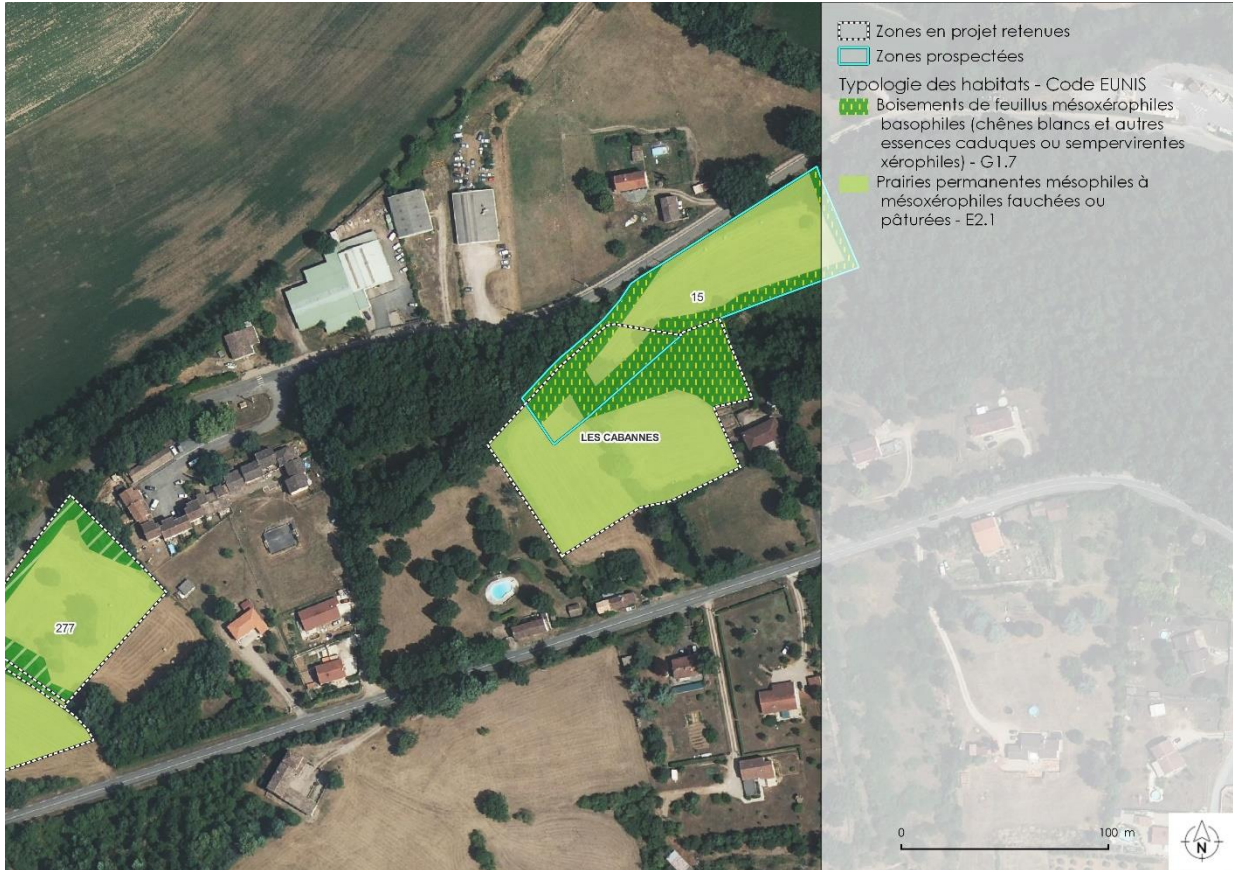 Zones en projet retenues
Zones prospectées
Typologie des habitats - Code EUNIS
Boisements de feuillus mésoxérophiles
basophiles (chênes blancs et autres
essences caduques ou sempervirentes
xérophiles) - G1.7
Prairies permanentes mésophiles à
mésoxérophiles fauchées ou
pâturées - E2.1
15
LES CABANNES
277
0 100 m
N